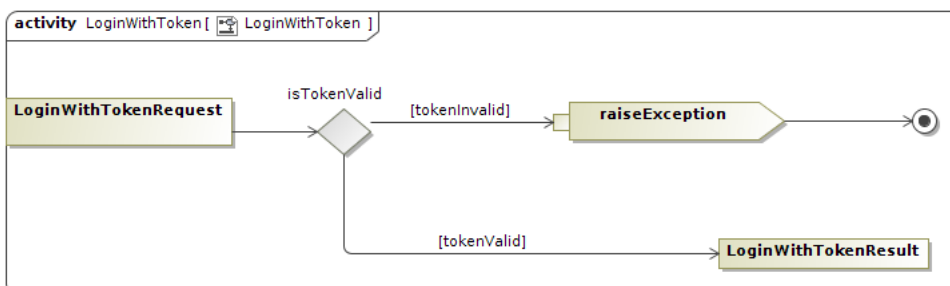 activity LoginWithToken [ LoginWithToken ]
isTokenValid
LoginWithTokenRequest
[tokenInvalid]
raiseException
[tokenValid]
LoginWithTokenResult